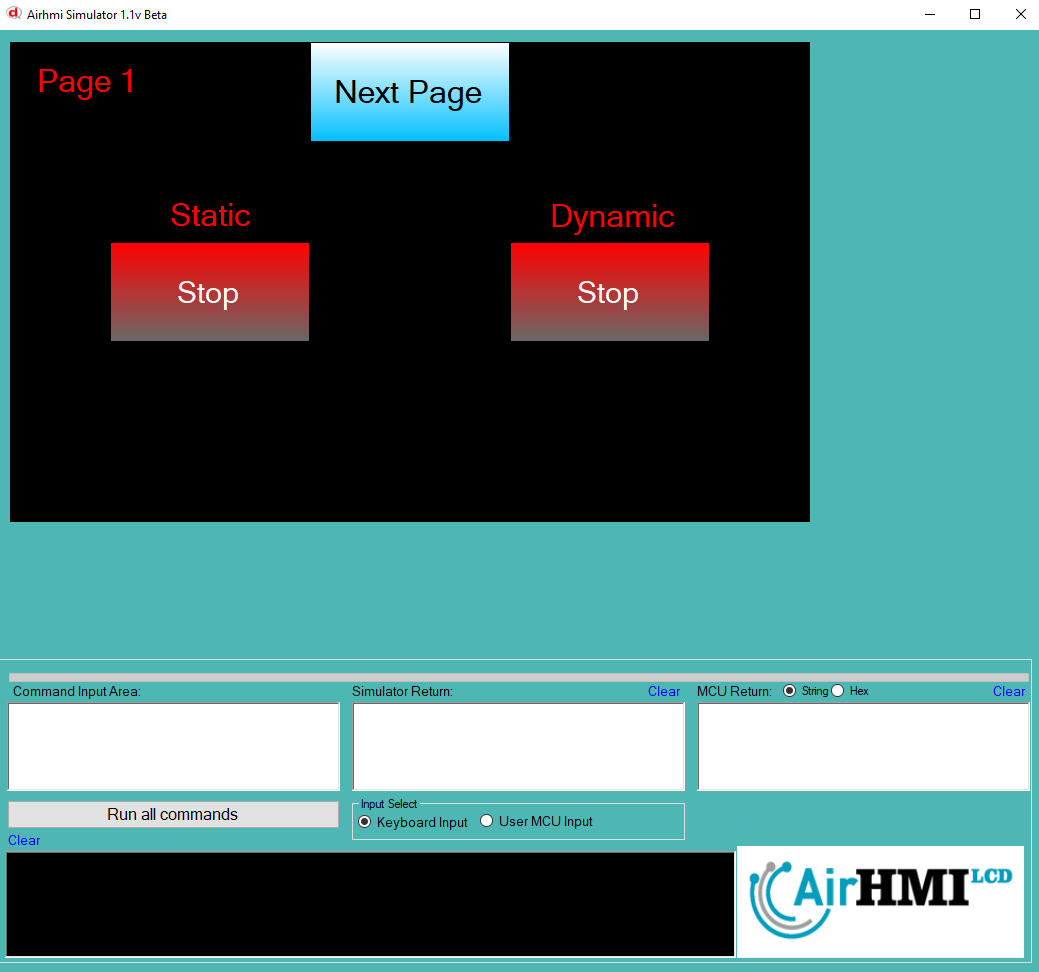 Airhmi Simulator 1.1v Beta
Page 1
Next Page
Static
Dynamic
Stop
Stop
Command Input Area:
Simulator Return:
Clear
MCU Return:
String
Hex
Clear
Run all commands
Input Select
Keyboard Input
User MCU Input
Clear
AirHMI LCD